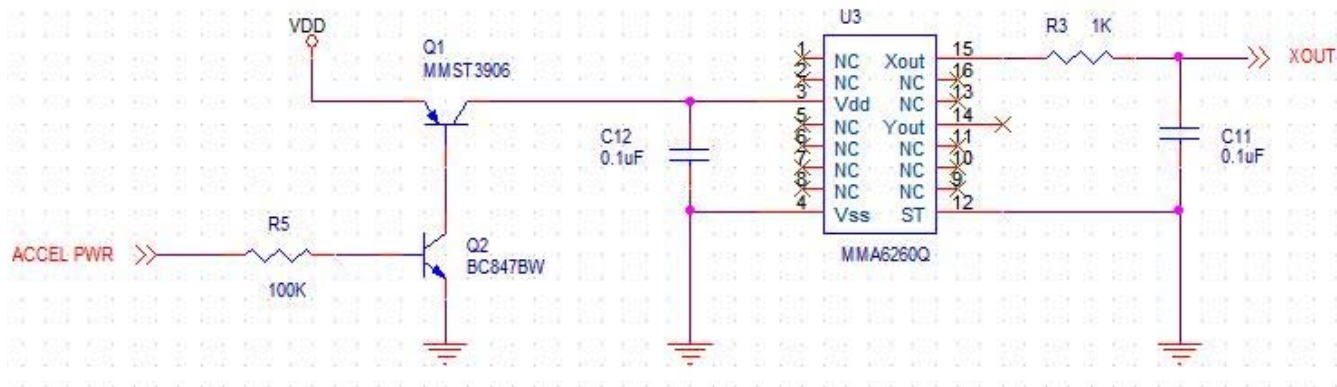 VDD
Q1
MMST3906
C12
0.1uF
ACCEL PWR
R5
100K
Q2
BC847BW
U3
1 NC Xout 15
2 NC NC 16
3 Vdd NC 13
5 NC Yout 14
6 NC NC 11
7 NC NC 10
8 NC NC 9
4 Vss ST 12
MMA6260Q
R3 1K
XOUT
C11
0.1uF